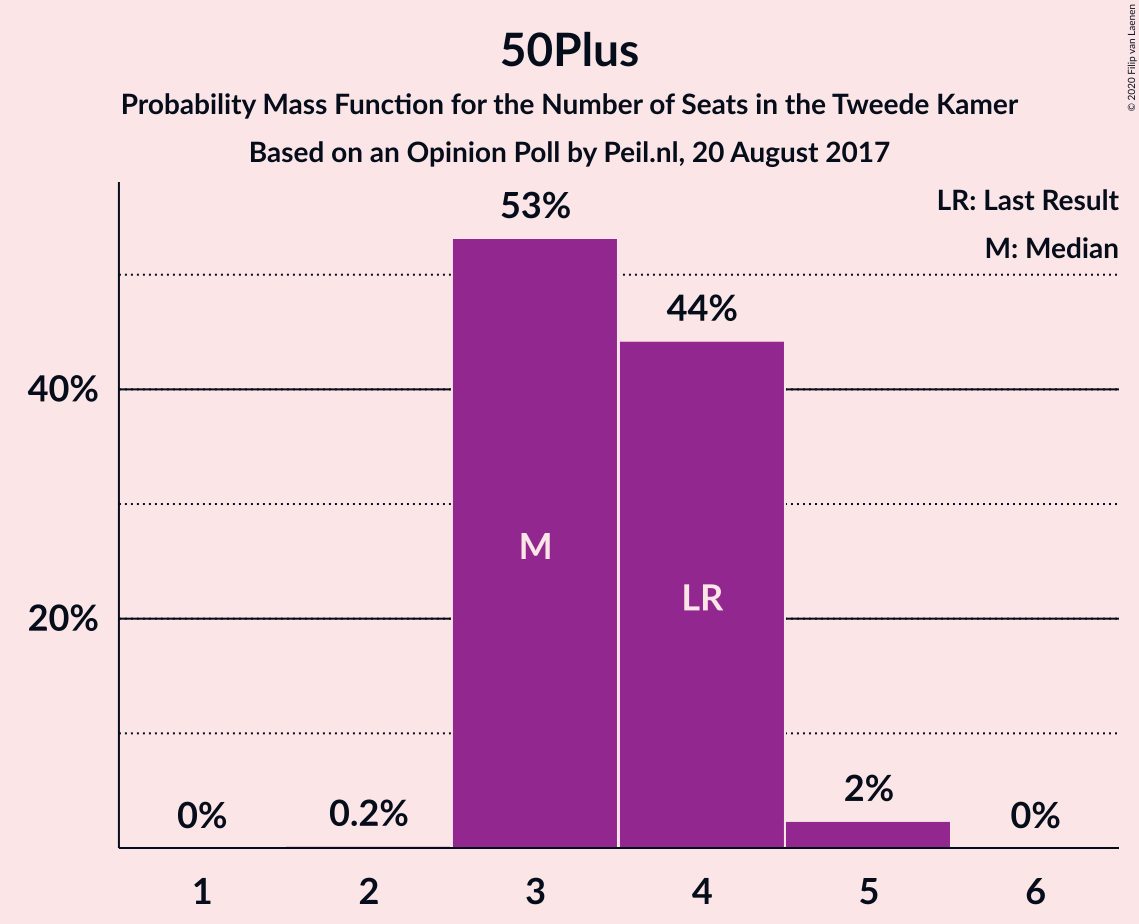 50Plus
Probability Mass Function for the Number of Seats in the Tweede Kamer
Based on an Opinion Poll by Peil.nl, 20 August 2017
© 2020 Filip van Laenen
LR: Last Result
M: Median
53%
44%
40%
M
LR
20%
0%
0.2%
2%
0%
1
2
3
4
5
6